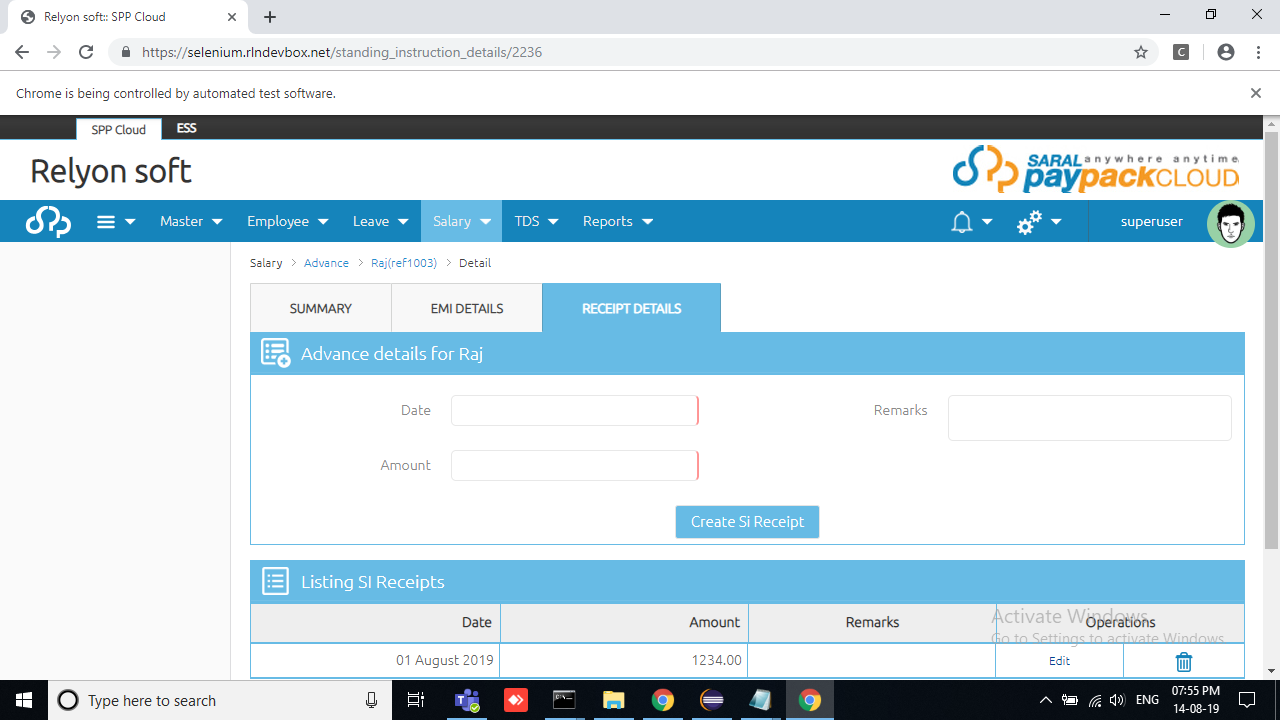 Relyon soft:: SPP Cloud
https://selenium.rlndevbox.net/standing_instruction_details/2236
C
Chrome is being controlled by automated test software.
SPP Cloud ESS
Relyon soft
SARAL anywhere anytime
paypackCLOUD
Master Employee Leave Salary TDS Reports superuser
Salary > Advance > Raj(ref1003) > Detail
SUMMARY EMI DETAILS RECEIPT DETAILS
Advance details for Raj
Date Remarks
Amount
Create Si Receipt
Listing SI Receipts
Date Amount Remarks Operations
Activate Windows
Go to Settings to activate Windows.
01 August 2019 1234.00 Edit
Type here to search
ENG
07:55 PM
14-08-19